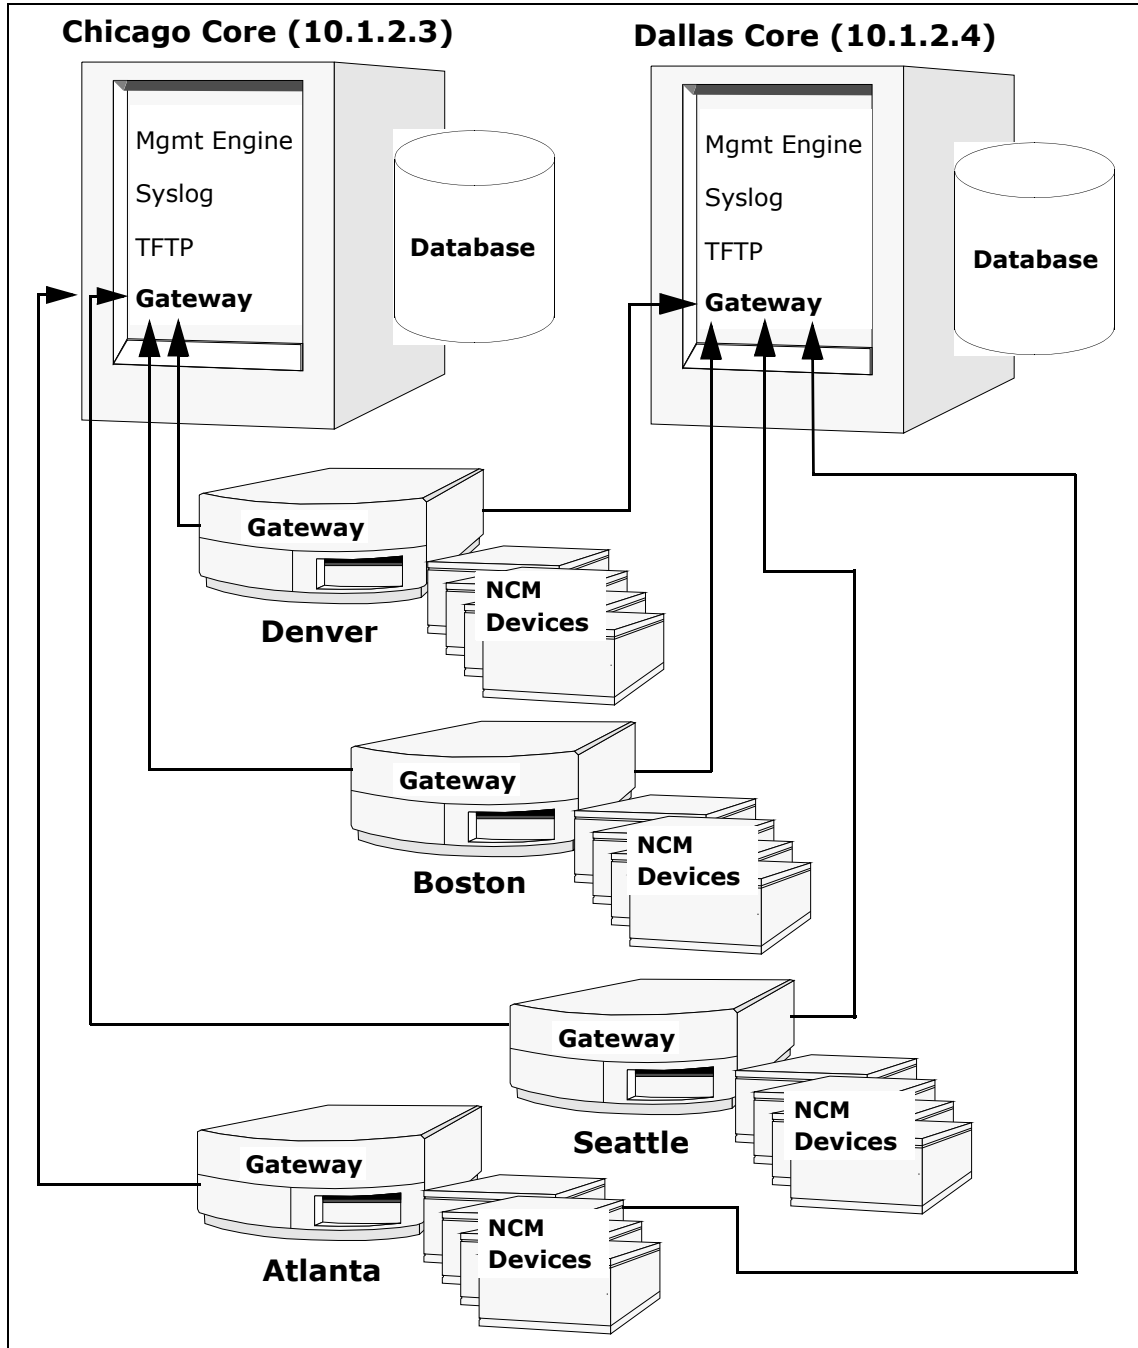 Chicago Core (10.1.2.3)
Dallas Core (10.1.2.4)
Mgmt Engine
Syslog
TFTP
Gateway
Database
Mgmt Engine
Syslog
TFTP
Gateway
Database
Gateway
NCM
Devices
Denver
Gateway
NCM
Devices
Boston
Gateway
NCM
Devices
Seattle
Gateway
NCM
Devices
Atlanta